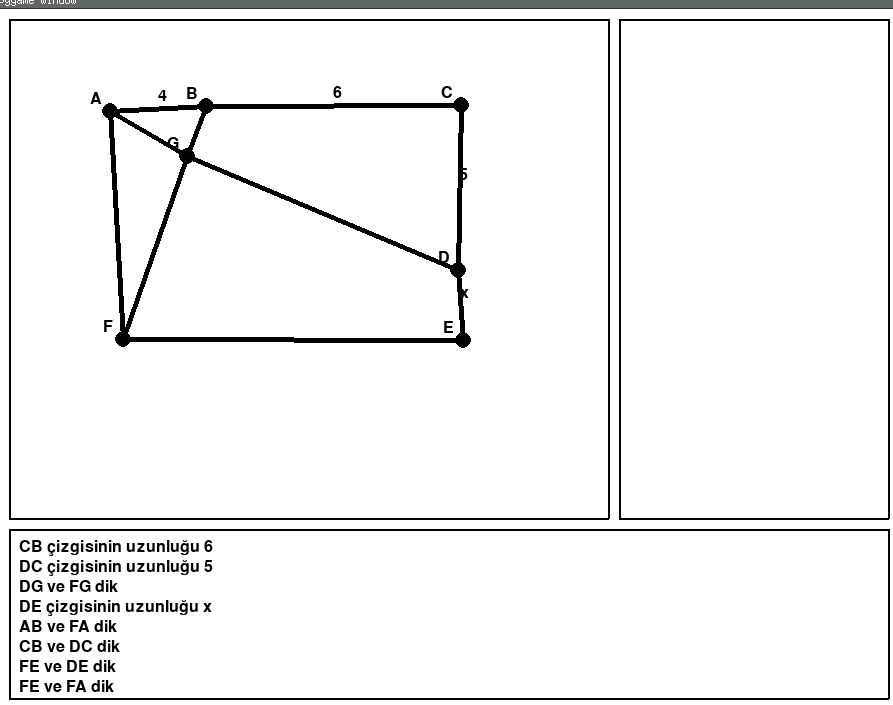 pygame window
A 4 B 6 C
G
5
D
x
F
E
CB çizgisinin uzunluğu 6
DC çizgisinin uzunluğu 5
DG ve FG dik
DE çizgisinin uzunluğu x
AB ve FA dik
CB ve DC dik
FE ve DE dik
FE ve FA dik